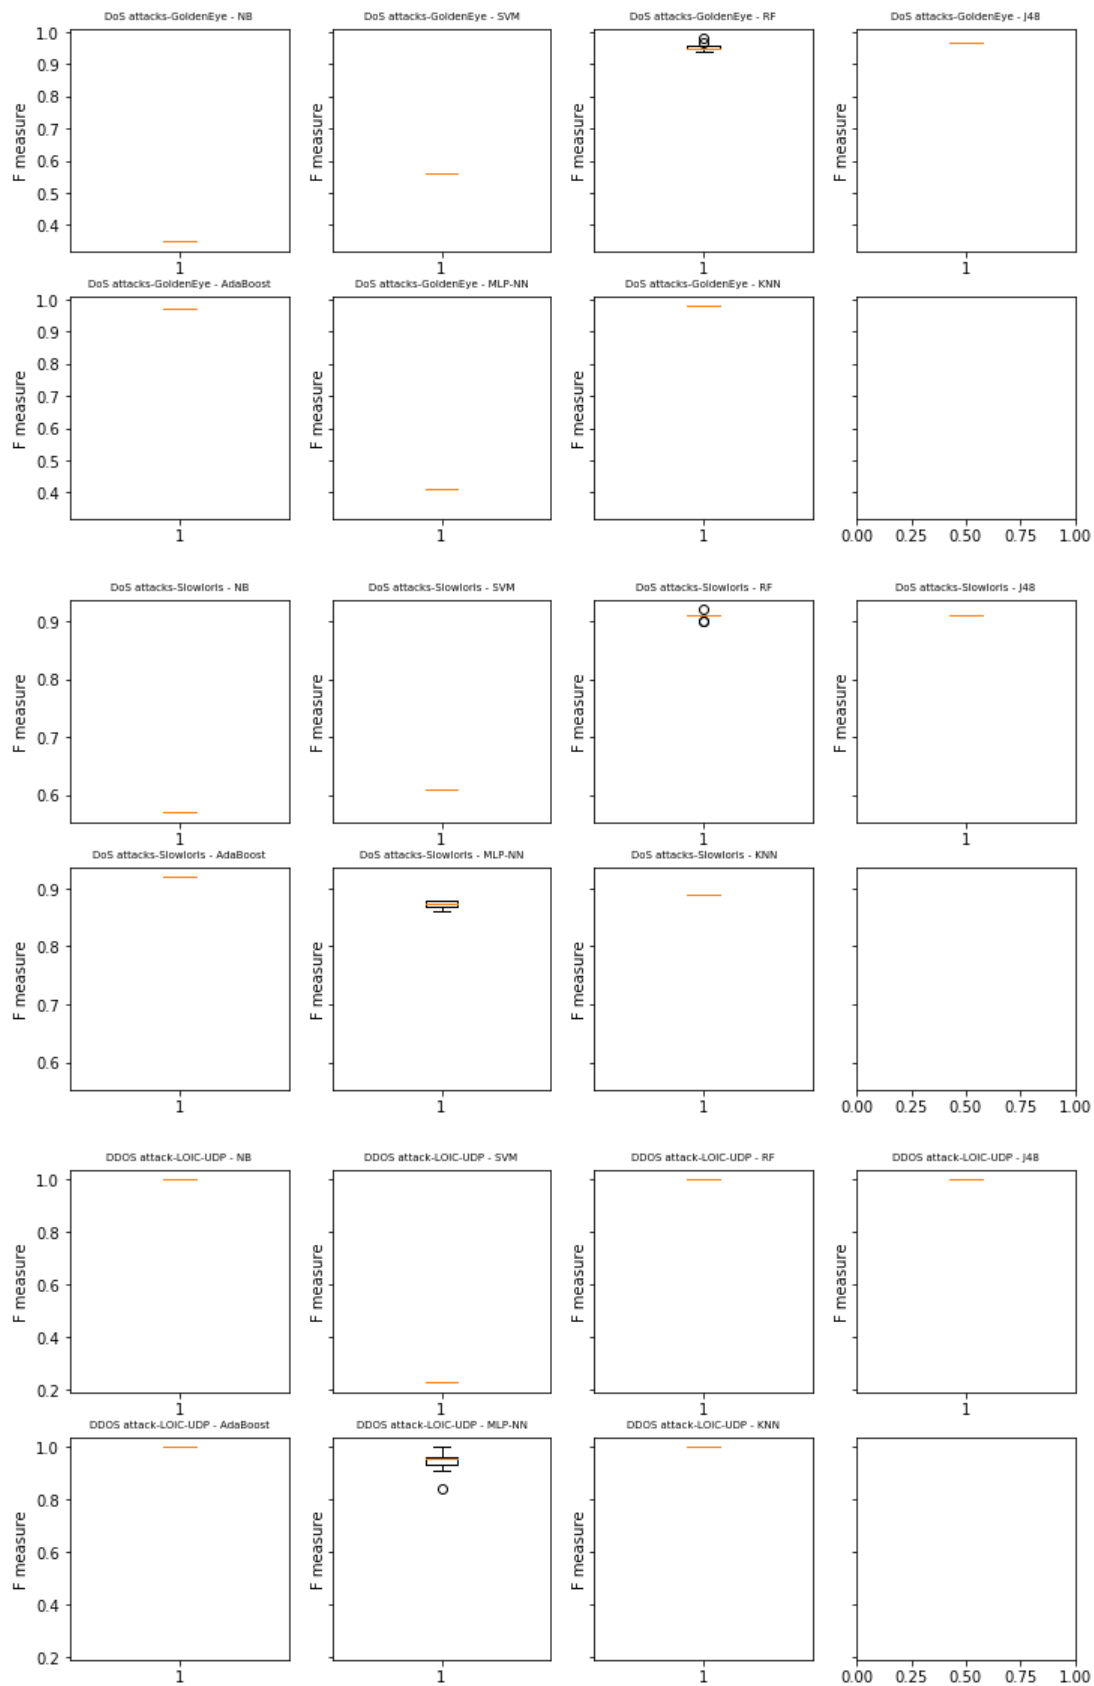 DoS attacks-GoldenEye - NB
DoS attacks-GoldenEye - SVM
DoS attacks-GoldenEye - RF
DoS attacks-GoldenEye - J48
F measure
1.0
0.9
0.8
0.7
0.6
0.5
0.4
1
F measure
1
F measure
1
F measure
1
DoS attacks-GoldenEye - AdaBoost
DoS attacks-GoldenEye - MLP-NN
DoS attacks-GoldenEye - KNN
F measure
1.0
0.9
0.8
0.7
0.6
0.5
0.4
1
F measure
1
F measure
1
0.00 0.25 0.50 0.75 1.00
DoS attacks-Slowloris - NB
DoS attacks-Slowloris - SVM
DoS attacks-Slowloris - RF
DoS attacks-Slowloris - J48
F measure
0.9
0.8
0.7
0.6
1
F measure
1
F measure
1
F measure
1
DoS attacks-Slowloris - AdaBoost
DoS attacks-Slowloris - MLP-NN
DoS attacks-Slowloris - KNN
F measure
0.9
0.8
0.7
0.6
1
F measure
1
F measure
1
0.00 0.25 0.50 0.75 1.00
DDOS attack-LOIC-UDP - NB
DDOS attack-LOIC-UDP - SVM
DDOS attack-LOIC-UDP - RF
DDOS attack-LOIC-UDP - J48
F measure
1.0
0.8
0.6
0.4
0.2
1
F measure
1
F measure
1
F measure
1
DDOS attack-LOIC-UDP - AdaBoost
DDOS attack-LOIC-UDP - MLP-NN
DDOS attack-LOIC-UDP - KNN
F measure
1.0
0.8
0.6
0.4
0.2
1
F measure
1
F measure
1
0.00 0.25 0.50 0.75 1.00